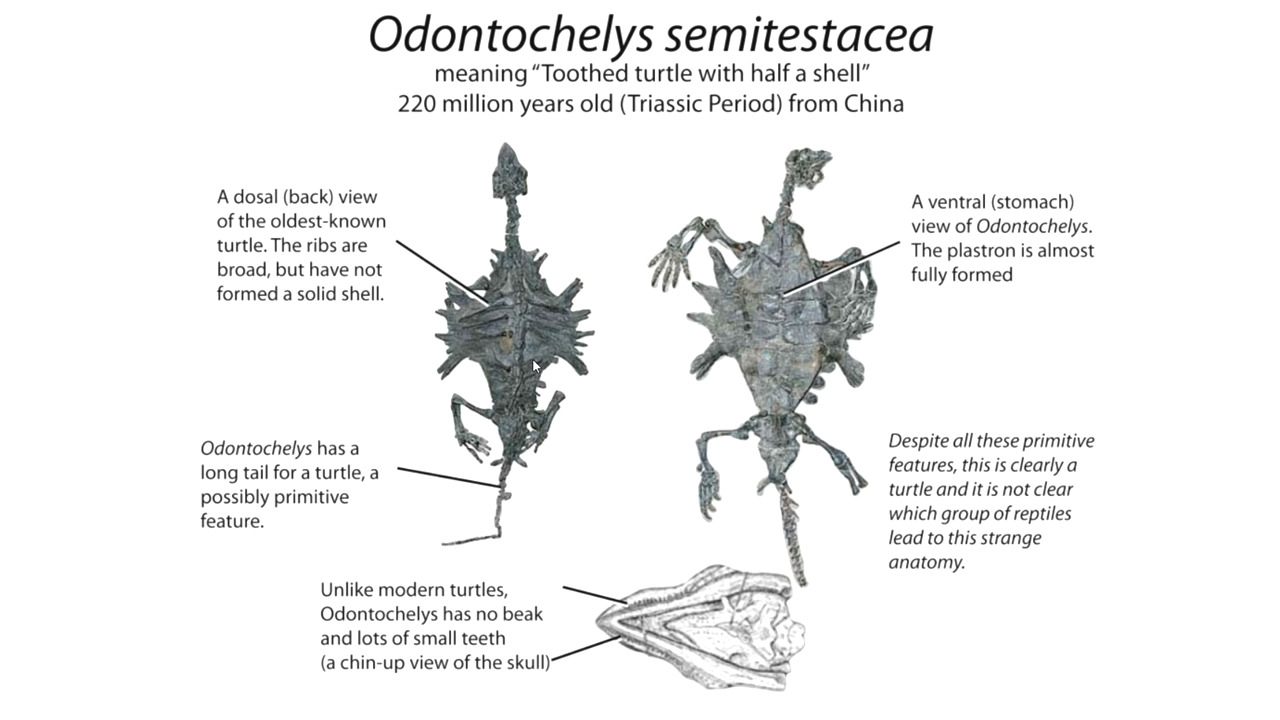 Odontochelys semitestacea
meaning “Toothed turtle with half a shell”
220 million years old (Triassic Period) from China
A dosal (back) view
of the oldest-known
turtle. The ribs are
broad, but have not
formed a solid shell.
A ventral (stomach)
view of Odontochelys.
The plastron is almost
fully formed
Odontochelys has a
long tail for a turtle, a
possibly primitive
feature.
Despite all these primitive
features, this is clearly a
turtle and it is not clear
which group of reptiles
lead to this strange
anatomy.
Unlike modern turtles,
Odontochelys has no beak
and lots of small teeth
(a chin-up view of the skull)